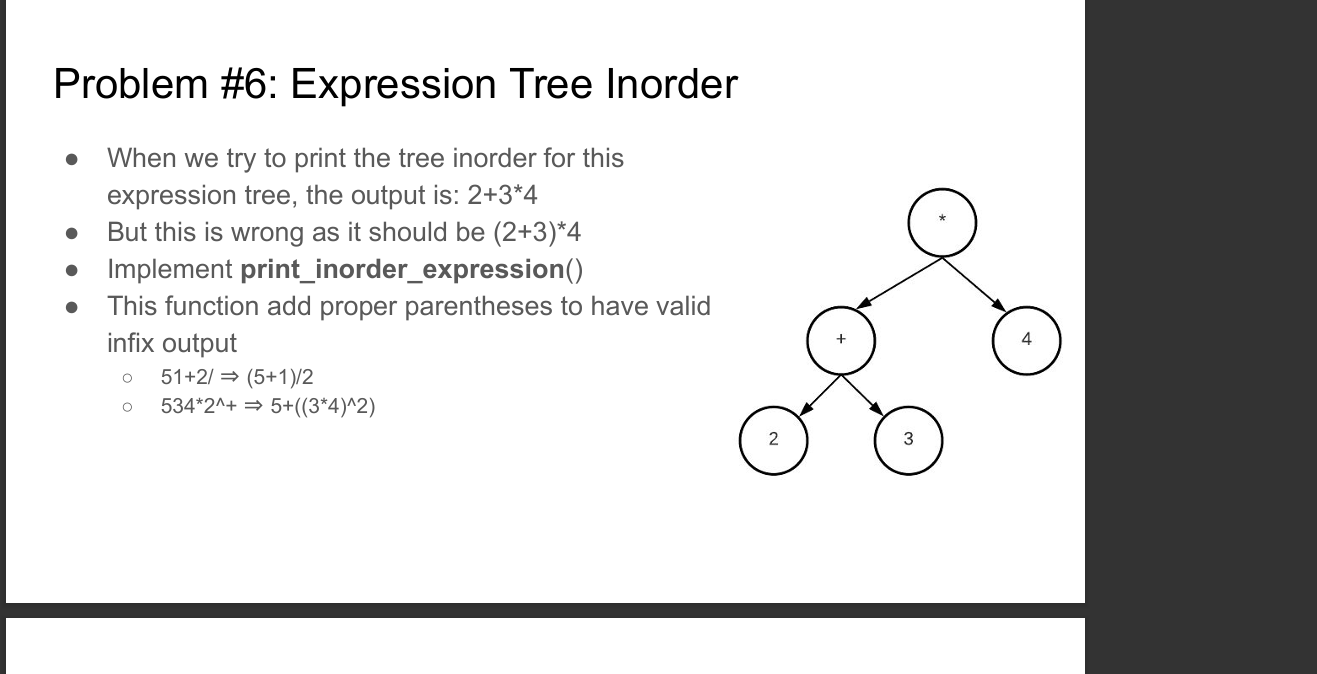 Problem #6: Expression Tree Inorder
● When we try to print the tree inorder for this
expression tree, the output is: 2+3*4
● But this is wrong as it should be (2+3)*4
● Implement print_inorder_expression()
● This function add proper parentheses to have valid
infix output
○ 51+2/ ⇒ (5+1)/2
○ 534*2^+ ⇒ 5+((3*4)^2)
*
+
4
2
3